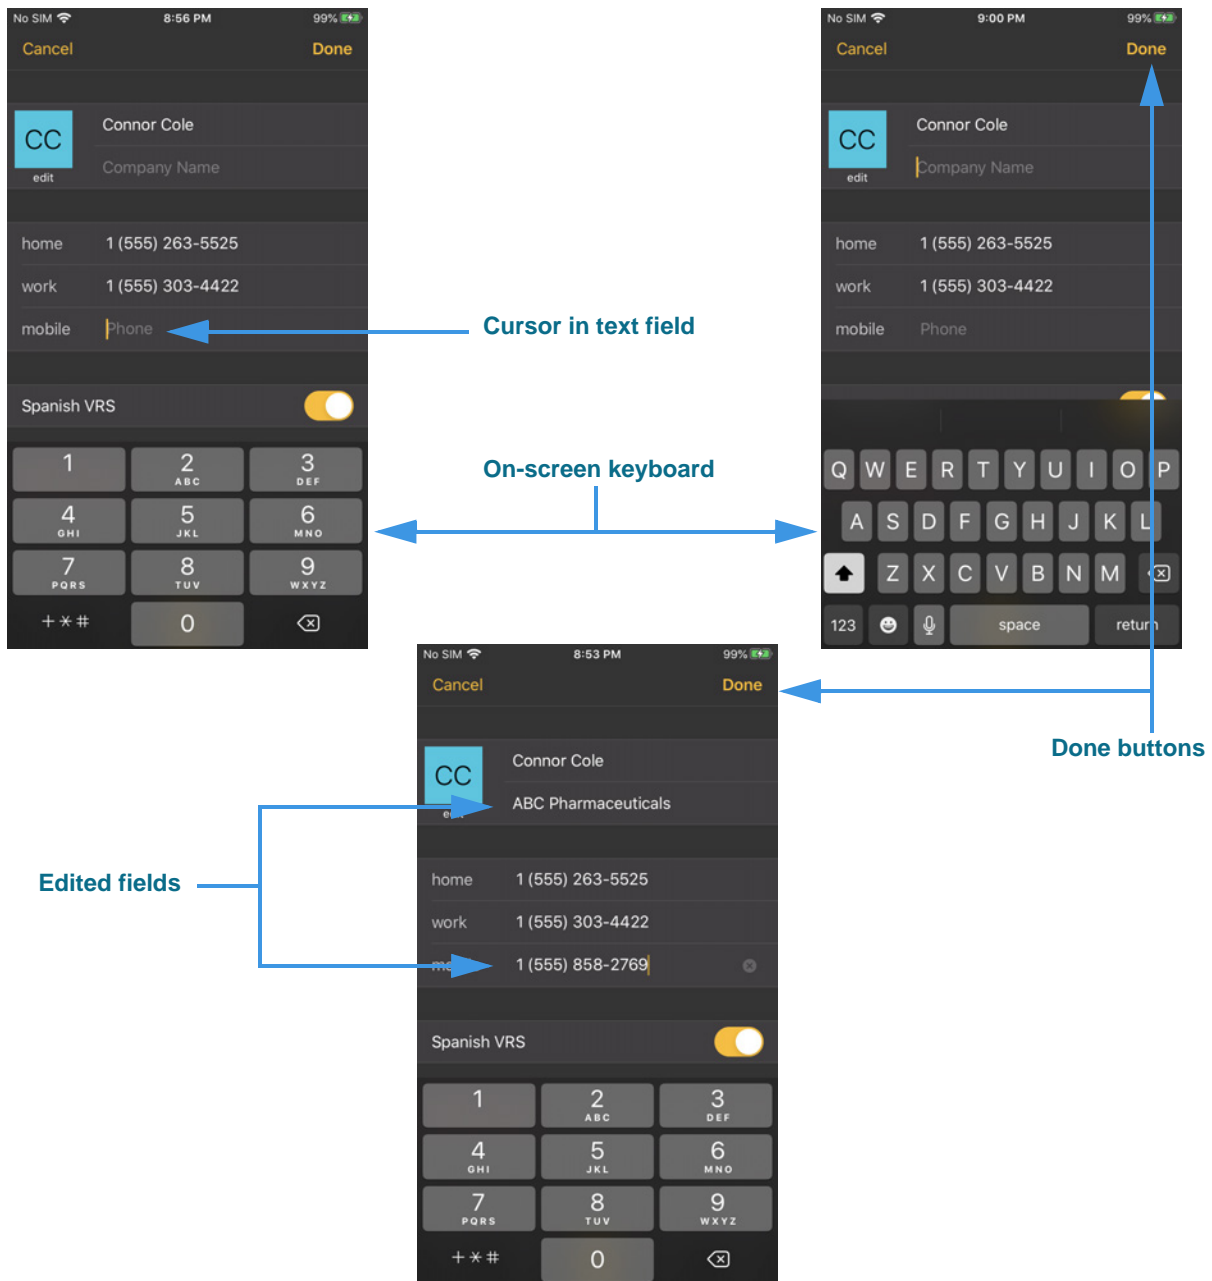 No SIM 8:56 PM 99%
Cancel Done
CC
Connor Cole
Company Name
edit
home 1 (555) 263-5525
work 1 (555) 303-4422
mobile Phone
Spanish VRS
1 2 3
ABC DEF
4 5 6
GHI JKL MNO
7 8 9
PQRS TUV WXYZ
+ * # 0
No SIM 9:00 PM 99%
Cancel Done
CC
Connor Cole
Company Name
edit
home 1 (555) 263-5525
work 1 (555) 303-4422
mobile Phone
Q W E R T Y U I O P
A S D F G H J K L
Z X C V B N M
123 space return
Cursor in text field
On-screen keyboard
Done buttons
Edited fields
No SIM 8:53 PM 99%
Cancel Done
CC
Connor Cole
ABC Pharmaceuticals
edit
home 1 (555) 263-5525
work 1 (555) 303-4422
1 (555) 858-2769
Spanish VRS
1 2 3
ABC DEF
4 5 6
GHI JKL MNO
7 8 9
PQRS TUV WXYZ
+ * # 0